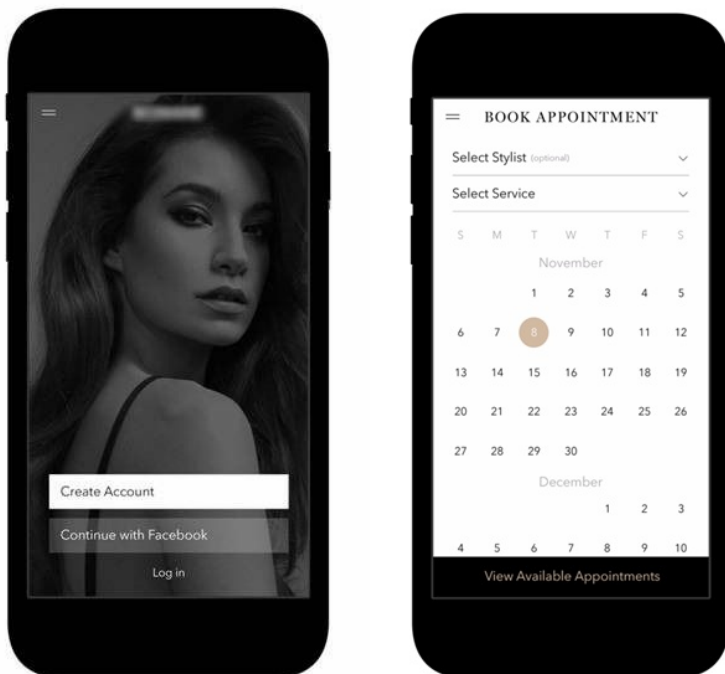 Create Account
Continue with Facebook
Log in
BOOK APPOINTMENT
Select Stylist (optional)
Select Service
S M T W T F S
November
1 2 3 4 5
6 7 8 9 10 11 12
13 14 15 16 17 18 19
20 21 22 23 24 25 26
27 28 29 30
December
1 2 3
4 5 6 7 8 9 10
View Available Appointments